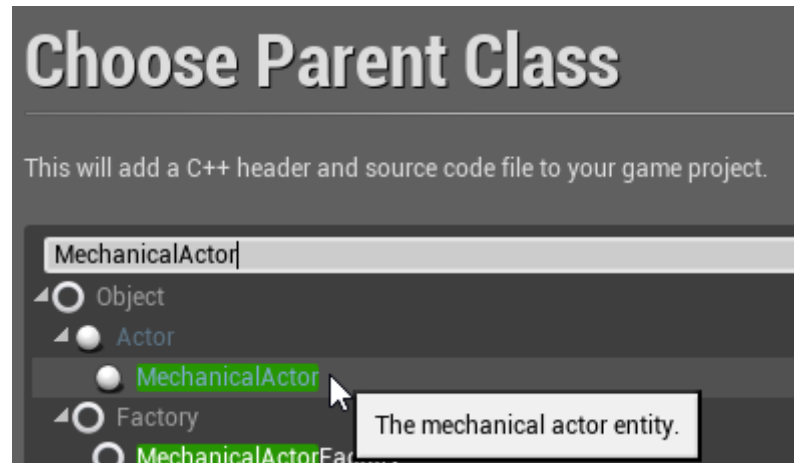 Choose Parent Class
This will add a C++ header and source code file to your game project.
MechanicalActor
Object
Actor
MechanicalActor
Factory
The mechanical actor entity.
MechanicalActorFactory